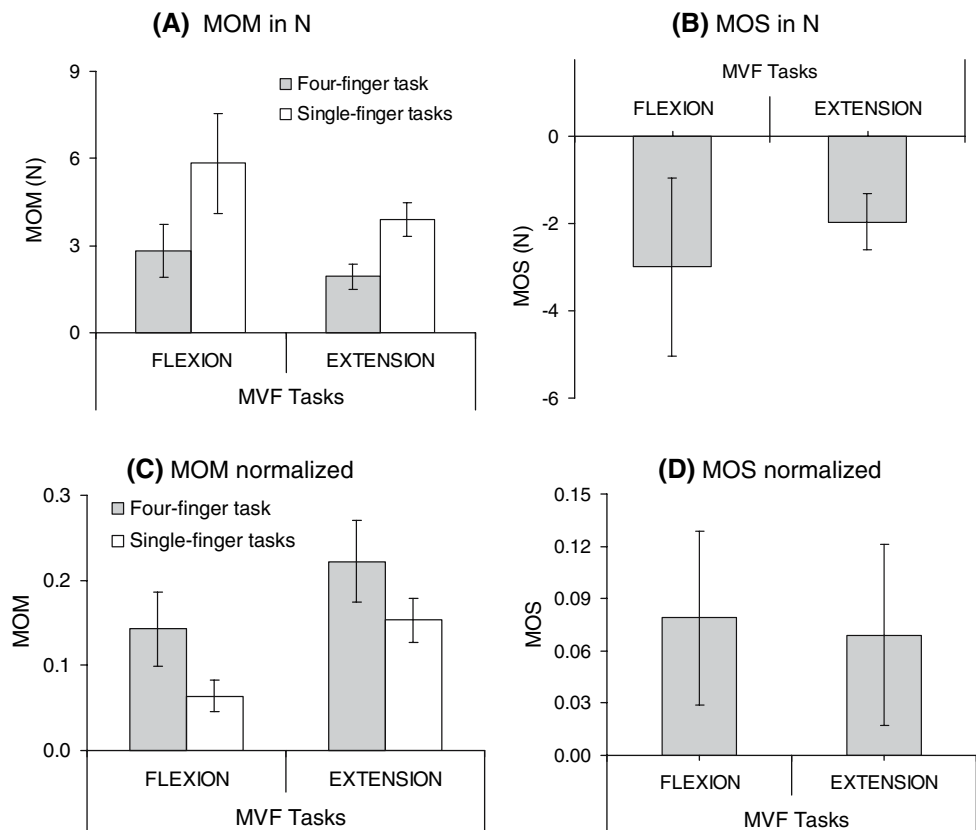 (A) MOM in N
MOM (N)
9
6
3
0
Four-finger task
Single-finger tasks
FLEXION
EXTENSION
MVF Tasks
(B) MOS in N
MVF Tasks
FLEXION
EXTENSION
MOS (N)
0
-2
-4
-6
(C) MOM normalized
MOM
0.3
0.2
0.1
0.0
Four-finger task
Single-finger tasks
FLEXION
EXTENSION
MVF Tasks
(D) MOS normalized
MOS
0.15
0.12
0.09
0.06
0.03
0.00
FLEXION
EXTENSION
MVF Tasks